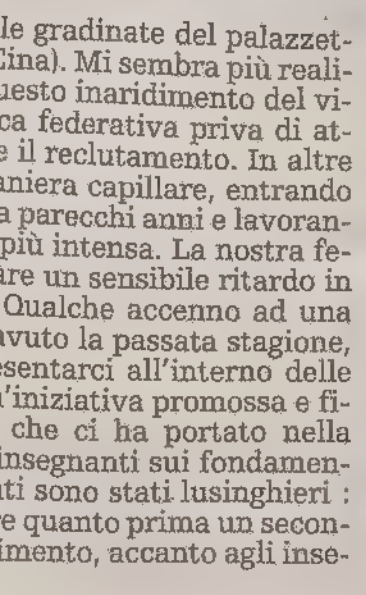 le gradinate del palazzet-
Cina). Mi sembra più reali-
uesto inaridimento del vi-
ca federativa priva di at-
e il reclutamento. In altre
aniera capillare, entrando
a parecchi anni e lavoran-
più intensa. La nostra fe-
are un sensibile ritardo in
Qualche accenno ad una
avuto la passata stagione,
esentarci all'interno delle
'iniziativa promossa e fi-
che ci ha portato nella
insegnanti sui fondamen-
ti sono stati lusinghieri :
re quanto prima un secon-
imento, accanto agli inse-